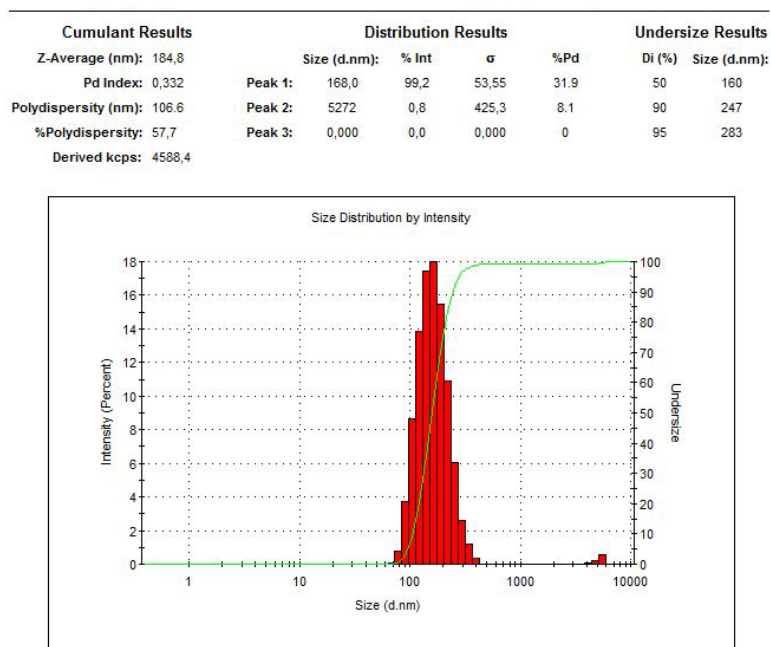 Cumulant Results Distribution Results Undersize Results
Z-Average (nm): 184,8 Size (d.nm): % Int σ %Pd Di (%) Size (d.nm):
Pd Index: 0,332 Peak 1: 168,0 99,2 53,55 31.9 50 160
Polydispersity (nm): 106.6 Peak 2: 5272 0,8 425,3 8.1 90 247
%Polydispersity: 57,7 Peak 3: 0,000 0,0 0,000 0 95 283
Derived kcps: 4588,4
Size Distribution by Intensity
18 100
16 90
14 80
12 70
10 60
8 50
6 40
4 30
2 20
0 10
0
Intensity (Percent)
Undersize
1 10 100 1000 10000
Size (d.nm)